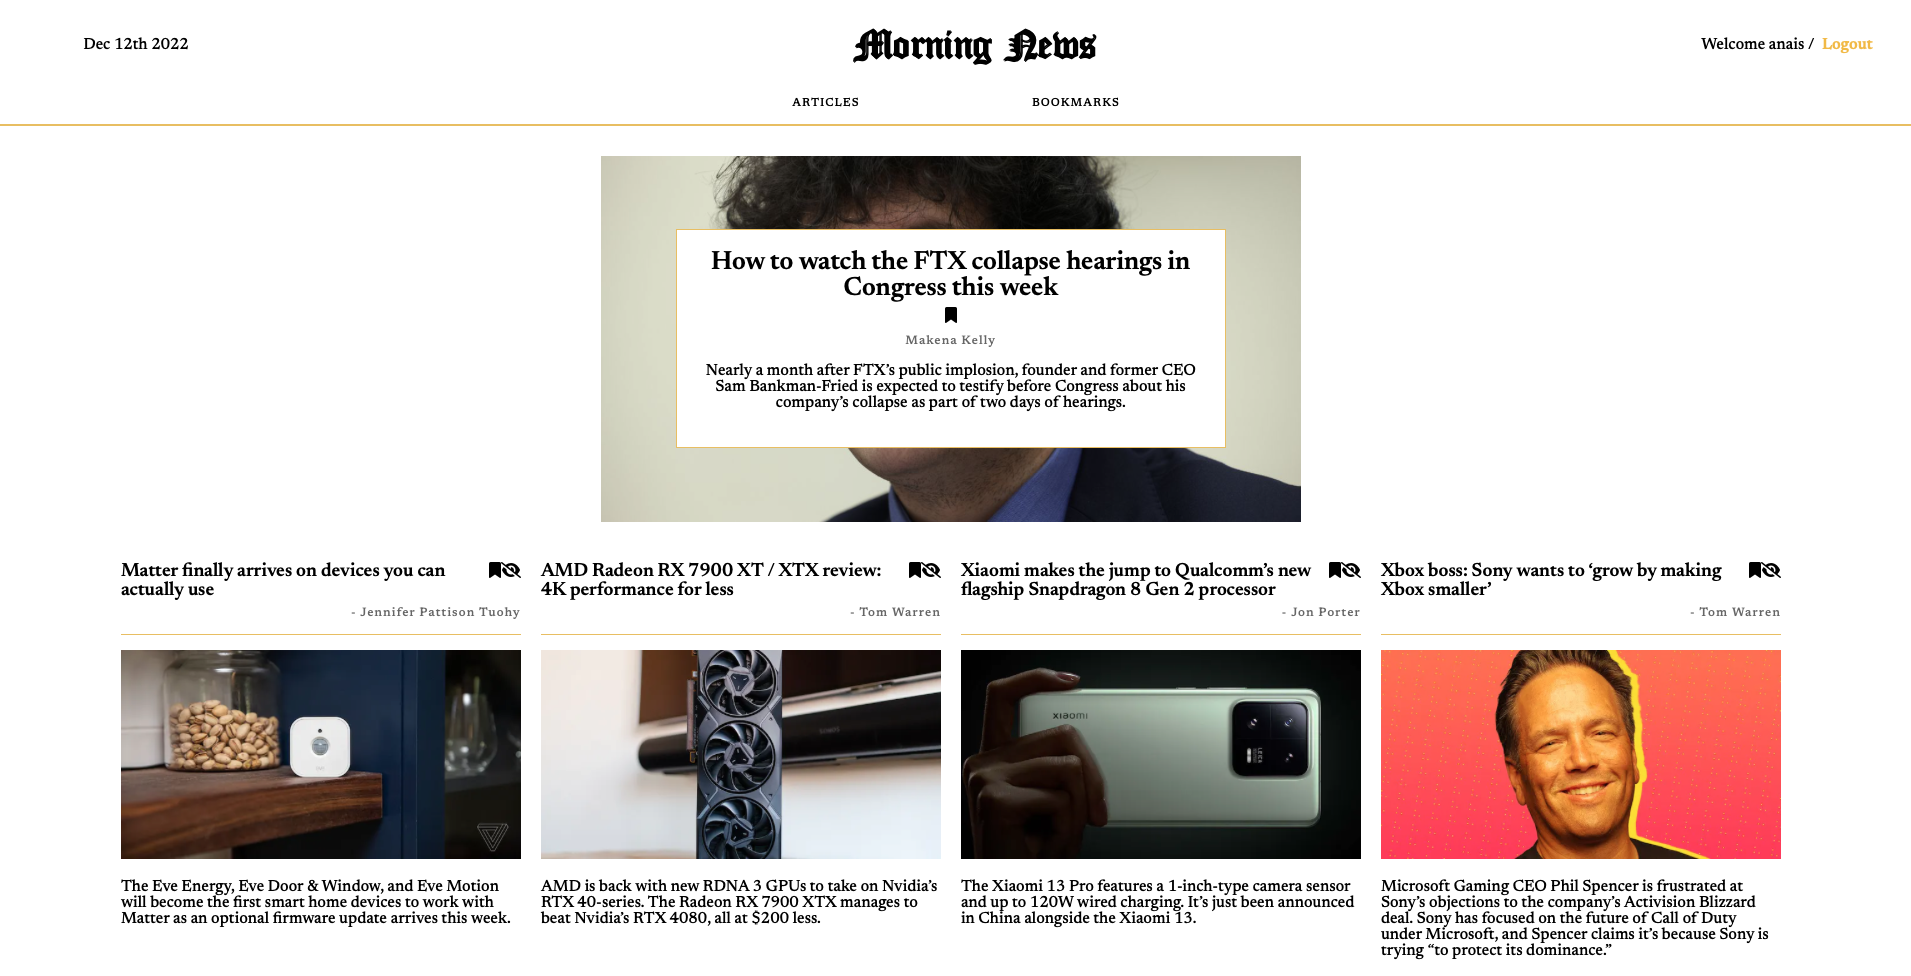 Dec 12th 2022
Morning News
Welcome anais / Logout
ARTICLES
BOOKMARKS
How to watch the FTX collapse hearings in
Congress this week
Makena Kelly
Nearly a month after FTX’s public implosion, founder and former CEO
Sam Bankman-Fried is expected to testify before Congress about his
company’s collapse as part of two days of hearings.
Matter finally arrives on devices you can
actually use
- Jennifer Pattison Tuohy
The Eve Energy, Eve Door & Window, and Eve Motion
will become the first smart home devices to work with
Matter as an optional firmware update arrives this week.
AMD Radeon RX 7900 XT / XTX review:
4K performance for less
- Tom Warren
AMD is back with new RDNA 3 GPUs to take on Nvidia’s
RTX 40-series. The Radeon RX 7900 XTX manages to
beat Nvidia’s RTX 4080, all at $200 less.
Xiaomi makes the jump to Qualcomm’s new
flagship Snapdragon 8 Gen 2 processor
- Jon Porter
xiaomi
The Xiaomi 13 Pro features a 1-inch-type camera sensor
and up to 120W wired charging. It’s just been announced
in China alongside the Xiaomi 13.
Xbox boss: Sony wants to ‘grow by making
Xbox smaller’
- Tom Warren
Microsoft Gaming CEO Phil Spencer is frustrated at
Sony’s objections to the company’s Activision Blizzard
deal. Sony has focused on the future of Call of Duty
under Microsoft, and Spencer claims it’s because Sony is
trying “to protect its dominance.”